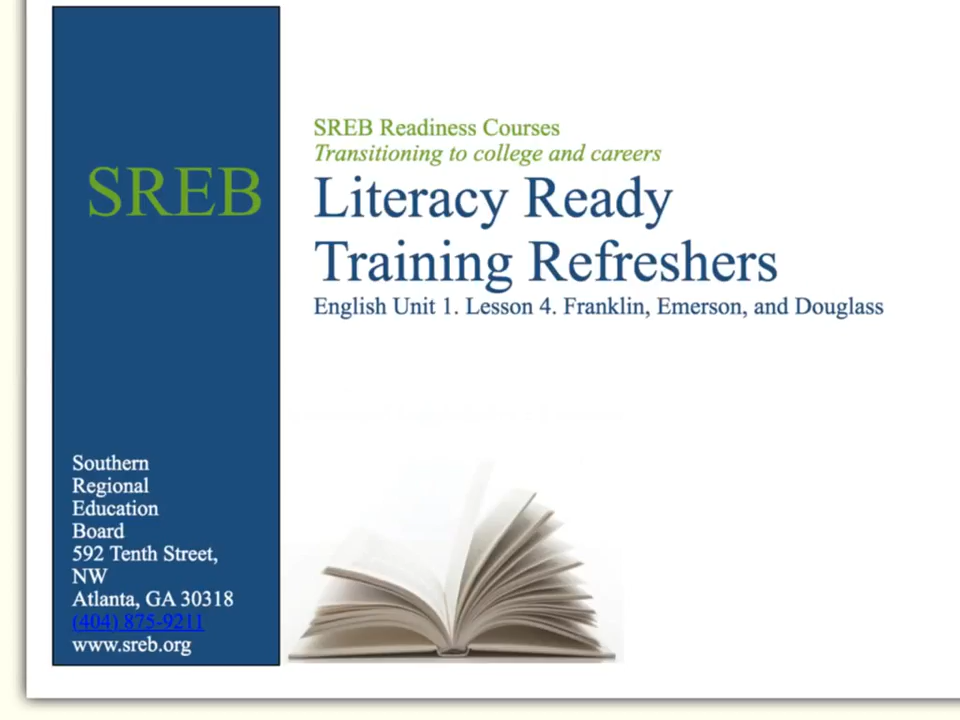 SREB
SREB Readiness Courses
Transitioning to college and careers
Literacy Ready
Training Refreshers
English Unit 1. Lesson 4. Franklin, Emerson, and Douglass
Southern
Regional
Education
Board
592 Tenth Street,
NW
Atlanta, GA 30318
(404) 875-9211
www.sreb.org